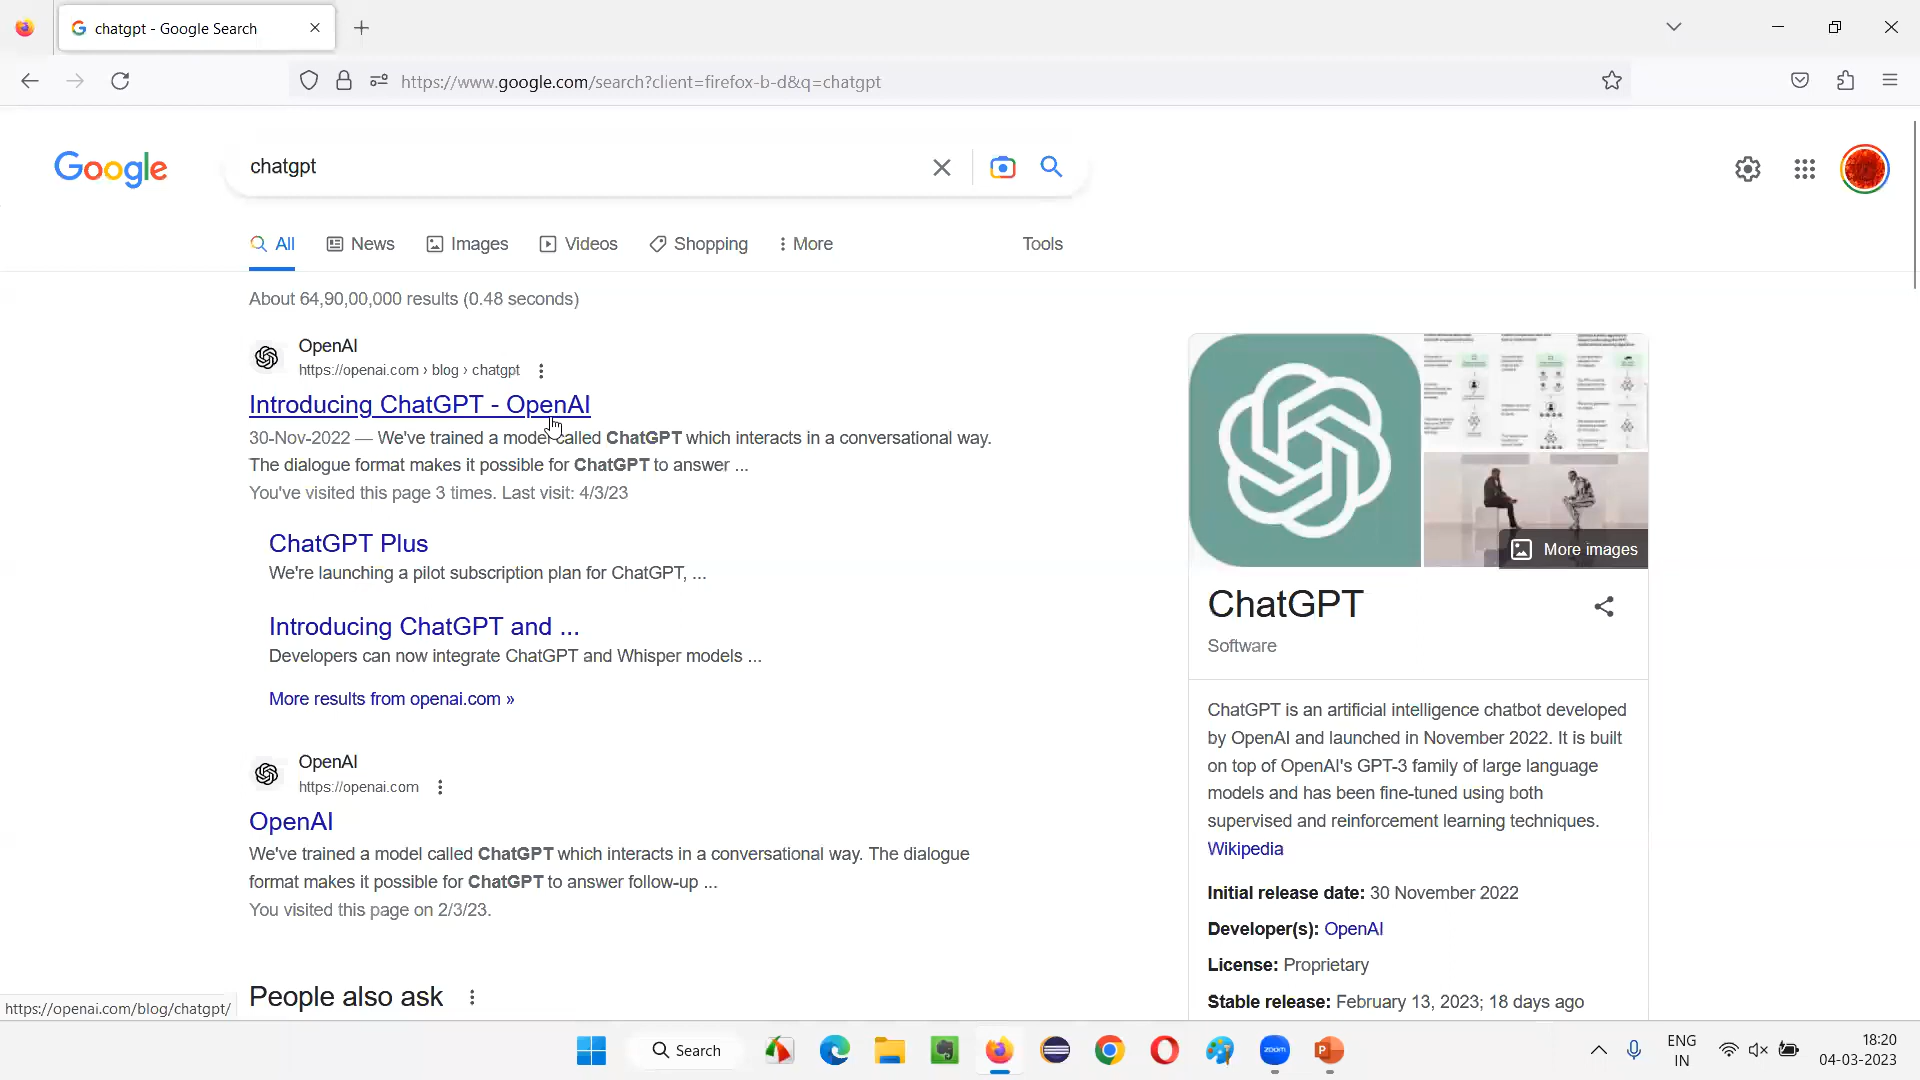 chatgpt - Google Search
https://www.google.com/search?client=firefox-b-d&q=chatgpt
Google
chatgpt
All
News
Images
Videos
Shopping
More
Tools
About 64,90,00,000 results (0.48 seconds)
OpenAI
https://openai.com › blog › chatgpt
Introducing ChatGPT - OpenAI
30-Nov-2022 — We've trained a model called ChatGPT which interacts in a conversational way.
The dialogue format makes it possible for ChatGPT to answer ...
You've visited this page 3 times. Last visit: 4/3/23
ChatGPT Plus
We're launching a pilot subscription plan for ChatGPT, ...
Introducing ChatGPT and ...
Developers can now integrate ChatGPT and Whisper models ...
More results from openai.com »
OpenAI
https://openai.com
OpenAI
We've trained a model called ChatGPT which interacts in a conversational way. The dialogue
format makes it possible for ChatGPT to answer follow-up ...
You visited this page on 2/3/23.
People also ask
More images
ChatGPT
Software
ChatGPT is an artificial intelligence chatbot developed
by OpenAI and launched in November 2022. It is built
on top of OpenAI's GPT-3 family of large language
models and has been fine-tuned using both
supervised and reinforcement learning techniques.
Wikipedia
Initial release date: 30 November 2022
Developer(s): OpenAI
License: Proprietary
Stable release: February 13, 2023; 18 days ago
https://openai.com/blog/chatgpt/
Search
zoom
ENG
IN
18:20
04-03-2023